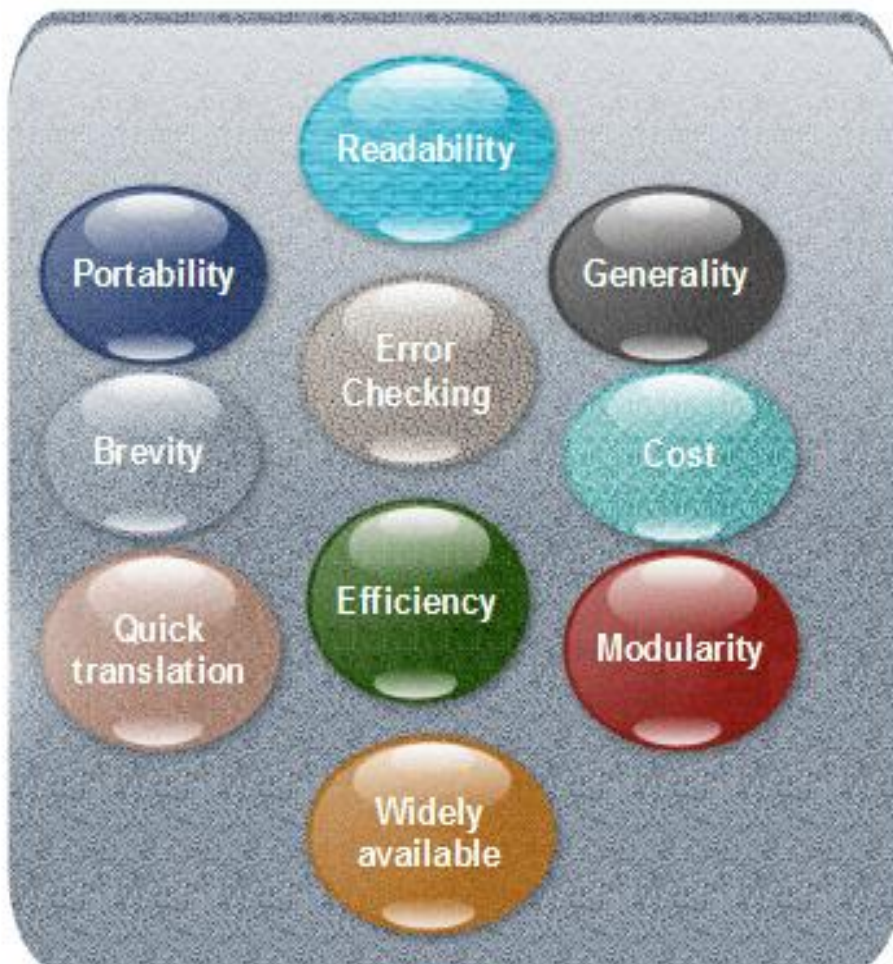 Readability
Portability
Generality
Error
Checking
Brevity
Cost
Efficiency
Quick
translation
Modularity
Widely
available